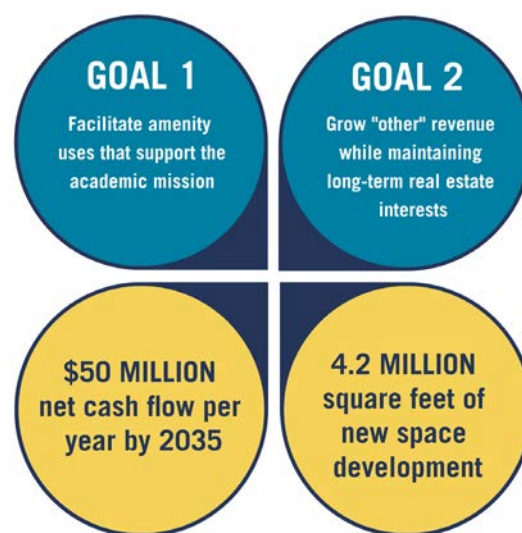 GOAL 1
Facilitate amenity
uses that support the
academic mission
GOAL 2
Grow "other" revenue
while maintaining
long-term real estate
interests
$50 MILLION
net cash flow per
year by 2035
4.2 MILLION
square feet of
new space
development